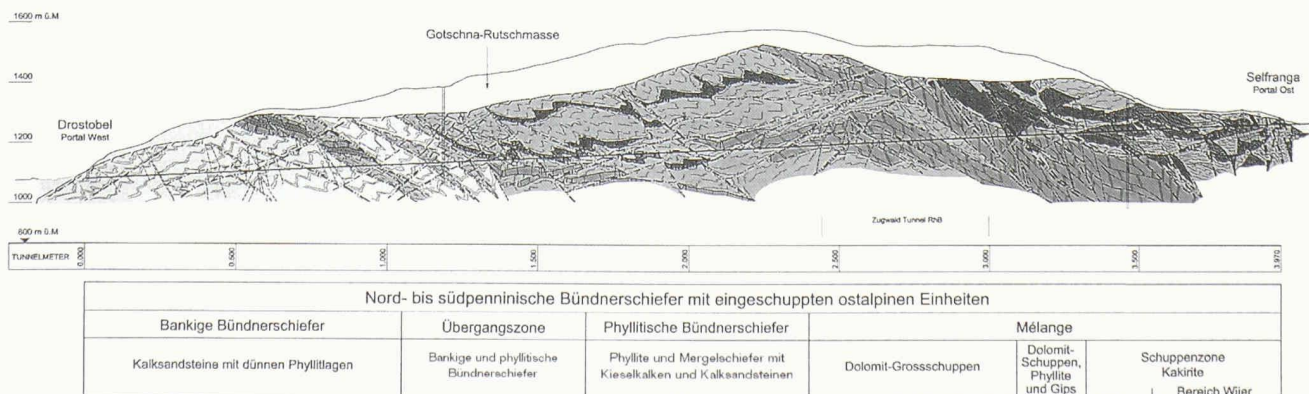 1600 m ü.M
Gotschna-Rutschmasse
1400
Selfranga
Portal Ost
1200
Drostobel
Portal West
1000
Zugwald Tunnel RhB
800 m ü.M
TUNNELMETER 0.000 0.500 1.000 1.500 2.000 2.500 3.000 3.500 3.970
Nord- bis südpenninische Bündnerschiefer mit eingeschuppten ostalpinen Einheiten
Bankige Bündnerschiefer Übergangszone Phyllitische Bündnerschiefer Mélange
Kalksandsteine mit dünnen Phyllitlagen
Bankige und phyllitische
Bündnerschiefer
Phyllite und Mergelschiefer mit
Kieselkalken und Kalksandsteinen
Dolomit-Grossschuppen
Dolomit-
Schuppen,
Phyllite
und Gips
Schuppenzone
Kakirite
Bereich Wijer